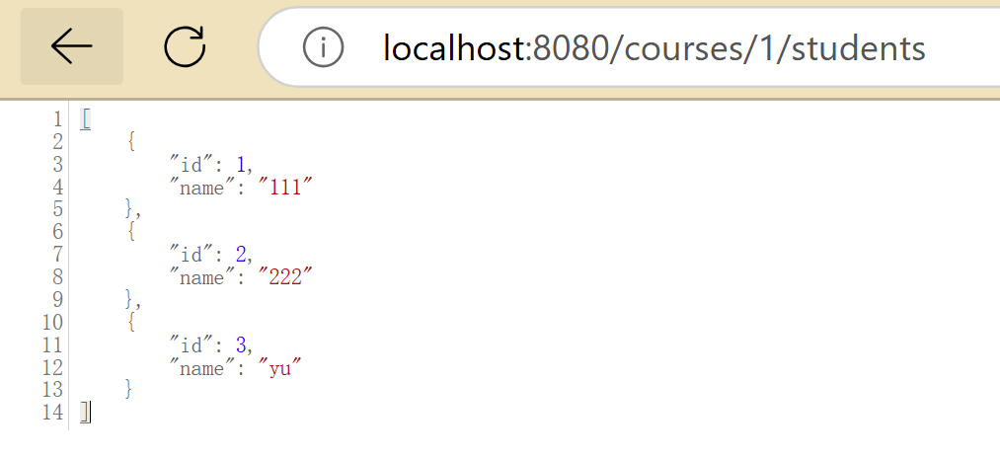 localhost:8080/courses/1/students
1 [
2 {
3 "id": 1,
4 "name": "111"
5 },
6 {
7 "id": 2,
8 "name": "222"
9 },
10 {
11 "id": 3,
12 "name": "yu"
13 }
14 ]